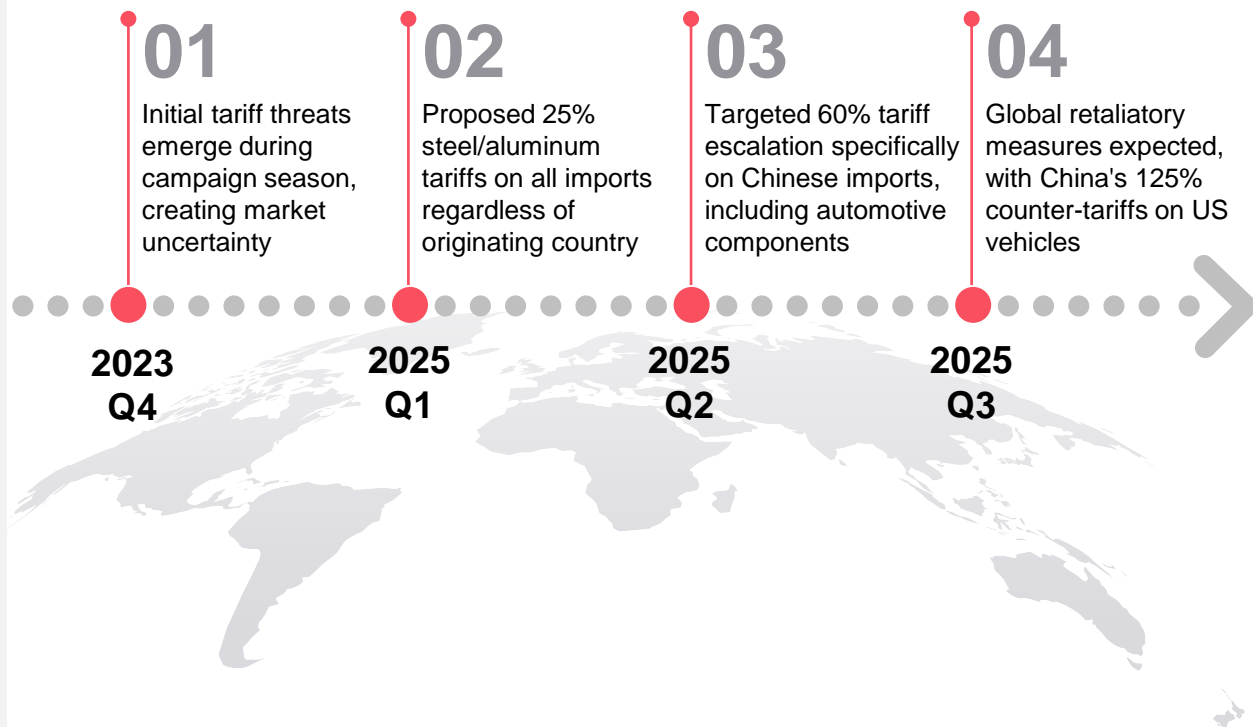 01
Initial tariff threats
emerge during
campaign season,
creating market
uncertainty
02
Proposed 25%
steel/aluminum
tariffs on all imports
regardless of
originating country
03
Targeted 60% tariff
escalation specifically
on Chinese imports,
including automotive
components
04
Global retaliatory
measures expected,
with China's 125%
counter-tariffs on US
vehicles
2023
Q4
2025
Q1
2025
Q2
2025
Q3